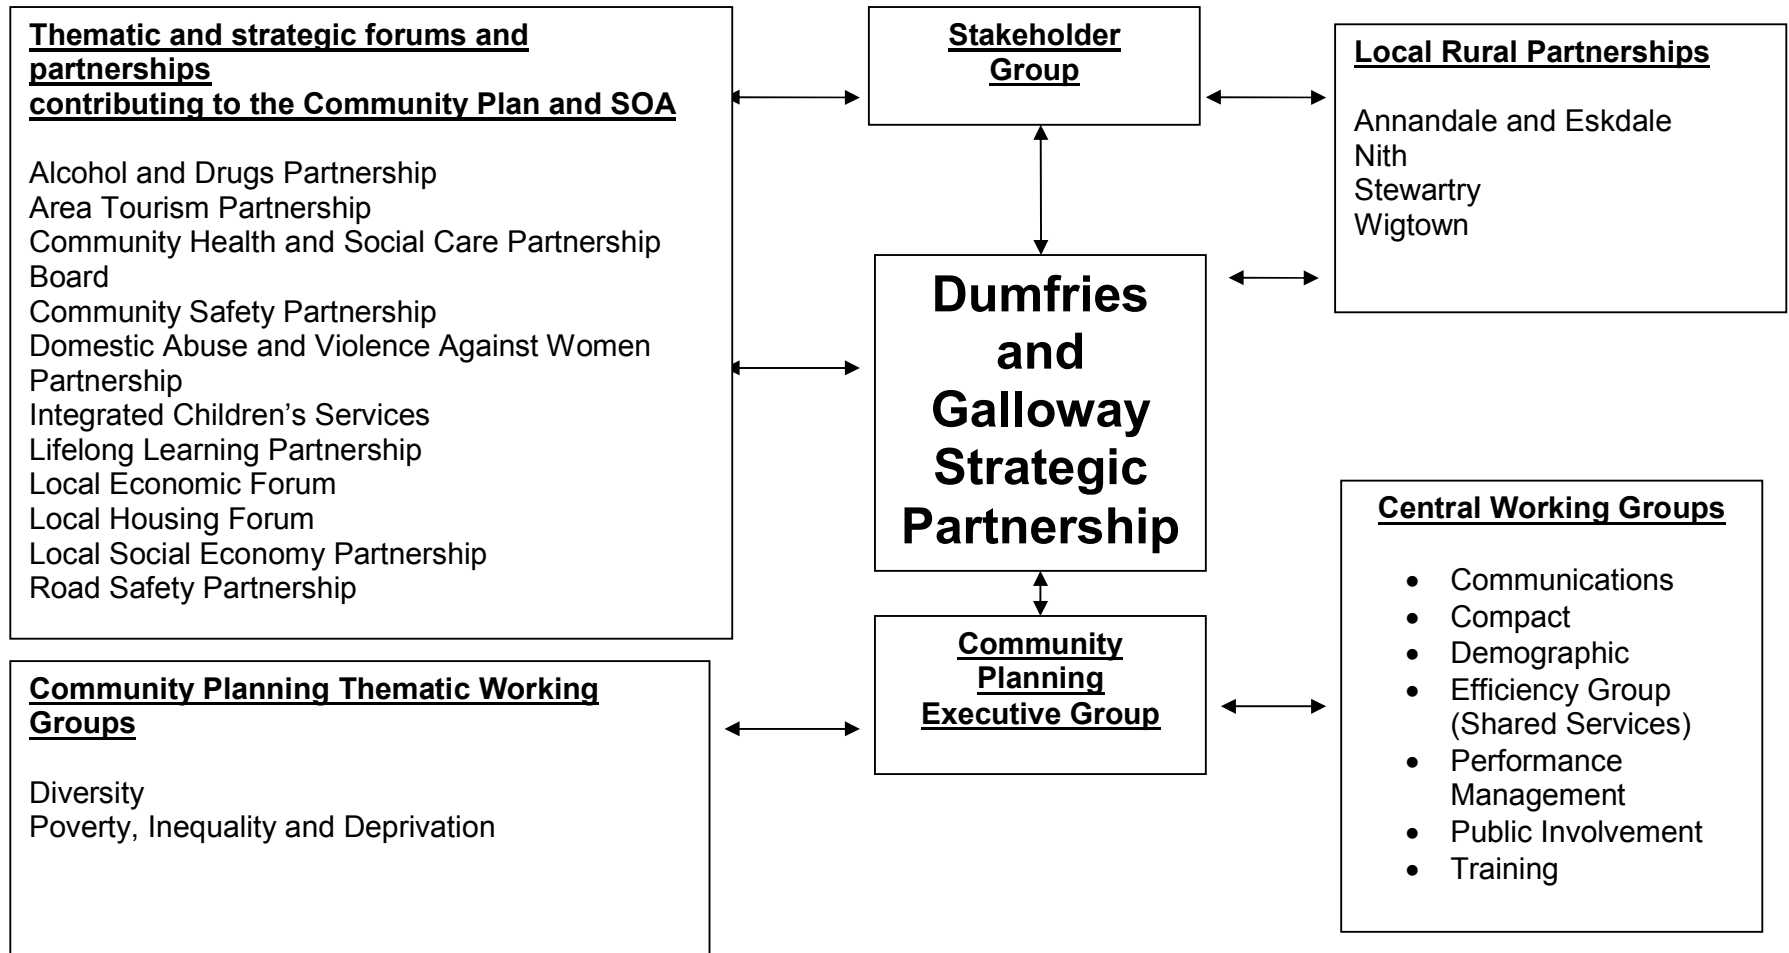 Thematic and strategic forums and
partnerships
contributing to the Community Plan and SOA
Alcohol and Drugs Partnership
Area Tourism Partnership
Community Health and Social Care Partnership
Board
Community Safety Partnership
Domestic Abuse and Violence Against Women
Partnership
Integrated Children’s Services
Lifelong Learning Partnership
Local Economic Forum
Local Housing Forum
Local Social Economy Partnership
Road Safety Partnership
Community Planning Thematic Working
Groups
Diversity
Poverty, Inequality and Deprivation
Stakeholder
Group
Dumfries
and
Galloway
Strategic
Partnership
Community
Planning
Executive Group
Local Rural Partnerships
Annandale and Eskdale
Nith
Stewartry
Wigtown
Central Working Groups
• Communications
• Compact
• Demographic
• Efficiency Group
(Shared Services)
• Performance
Management
• Public Involvement
• Training